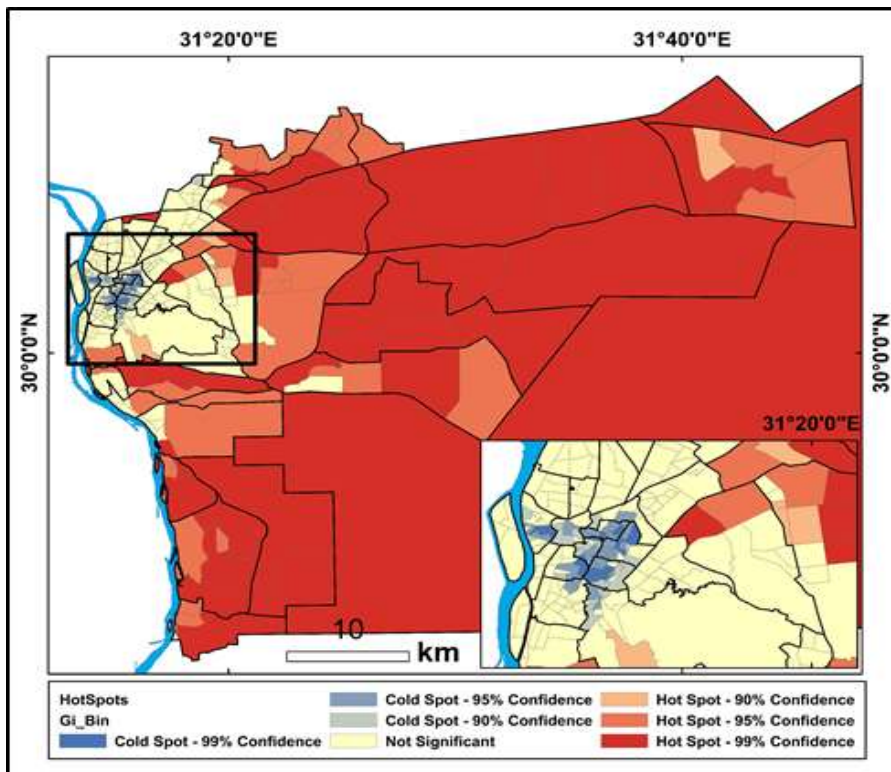 31°20'0"E 31°40'0"E
30°0'0"N 30°0'0"N
31°20'0"E
10
km
HotSpots Cold Spot - 95% Confidence Hot Spot - 90% Confidence
Gi_Bin Cold Spot - 90% Confidence Hot Spot - 95% Confidence
Cold Spot - 99% Confidence Not Significant Hot Spot - 99% Confidence